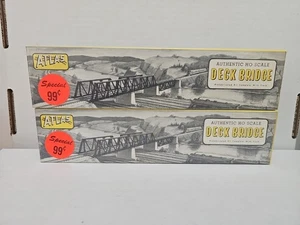 ATLAS
AUTHENTIC HO SCALE
DECK BRIDGE
Special
99¢
ATLAS
AUTHENTIC HO SCALE
DECK BRIDGE
Special
99¢